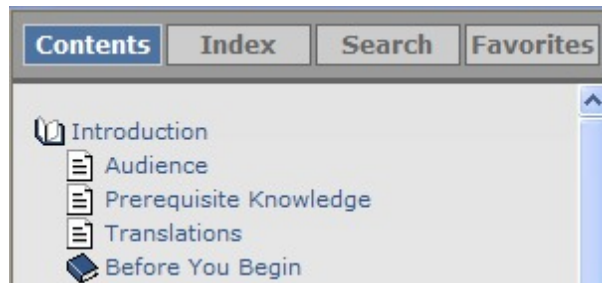 Contents Index Search Favorites
Introduction
Audience
Prerequisite Knowledge
Translations
Before You Begin